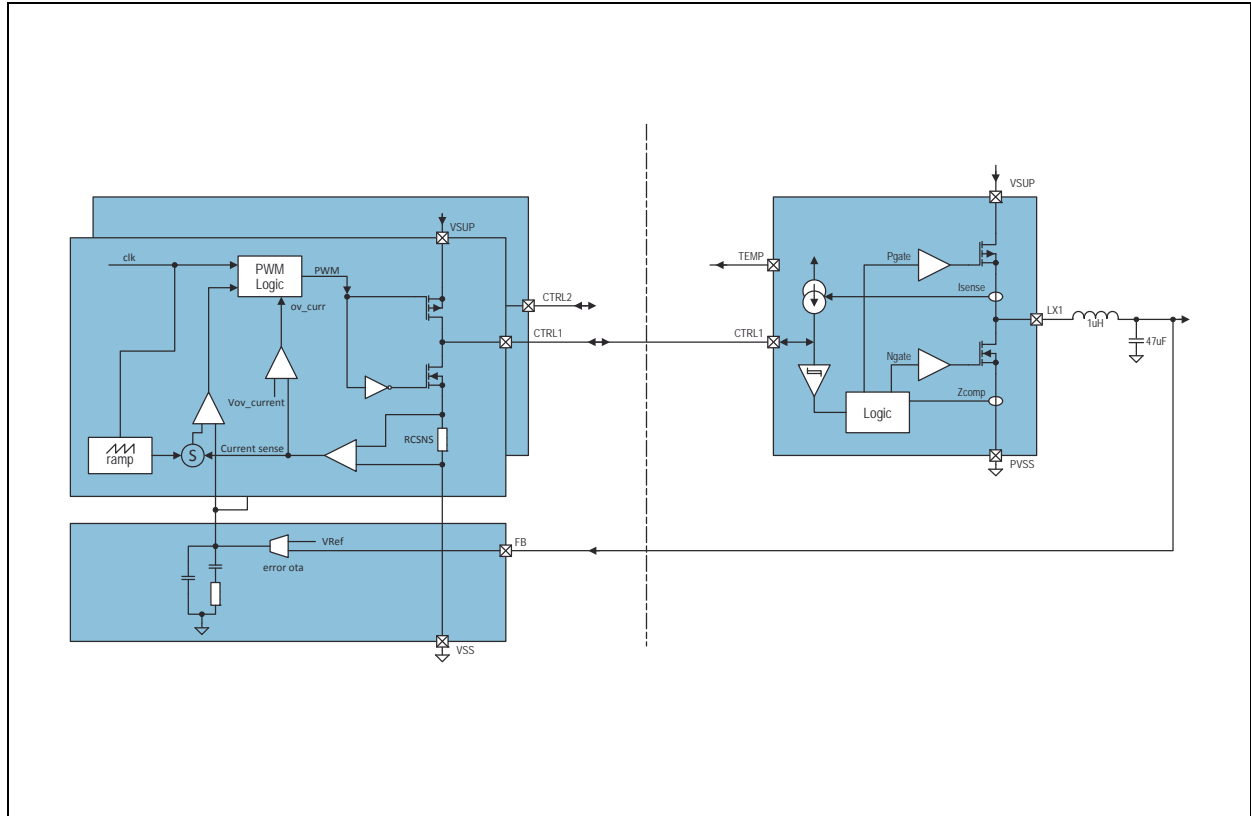 VSUP
clk
PWM
Logic
PWM
ov_curr
CTRL2
CTRL1
Vov_current
RCSNS
Current sense
ramp
S
VRef
FB
error ota
VSS
VSUP
TEMP
Pgate
Isense
LX1
1uH
47uF
CTRL1
Ngate
Zcomp
Logic
PVSS